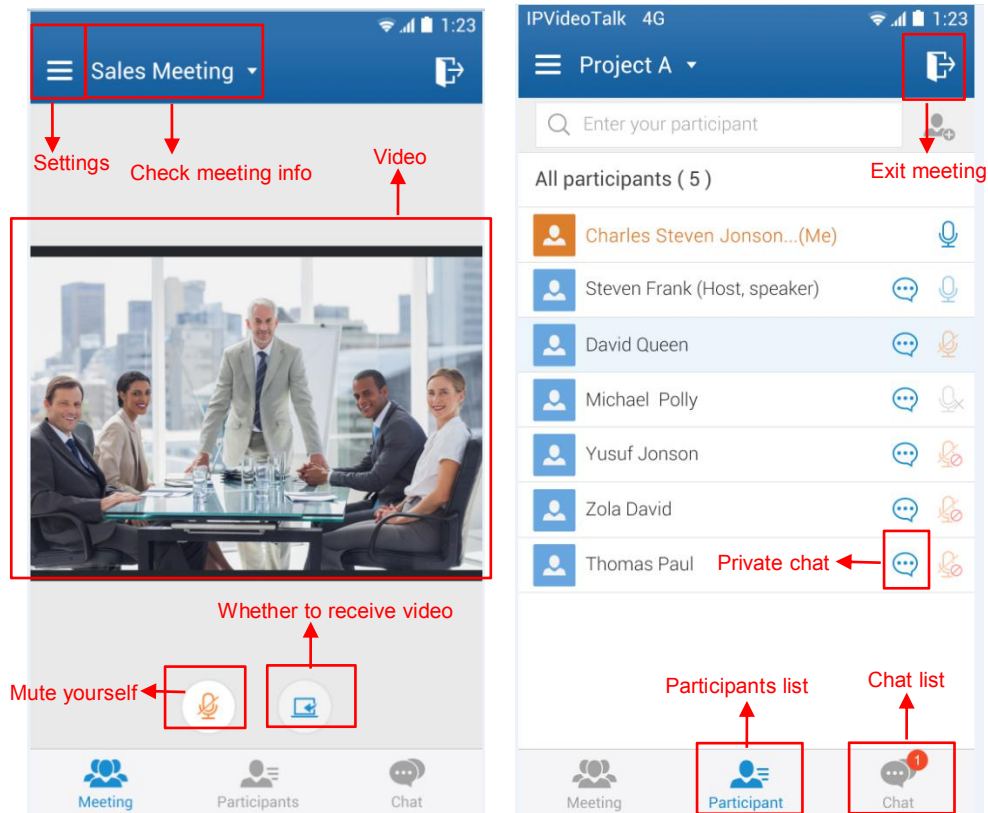 1:23
Sales Meeting
Settings
Check meeting info
Video
Whether to receive video
Mute yourself
Meeting
Participants
Chat
IPVideoTalk 4G 1:23
Project A
Enter your participant
Exit meeting
All participants ( 5 )
Charles Steven Jonson...(Me)
Steven Frank (Host, speaker)
David Queen
Michael Polly
Yusuf Jonson
Zola David
Thomas Paul
Private chat
Participants list
Chat list
1
Meeting
Participant
Chat